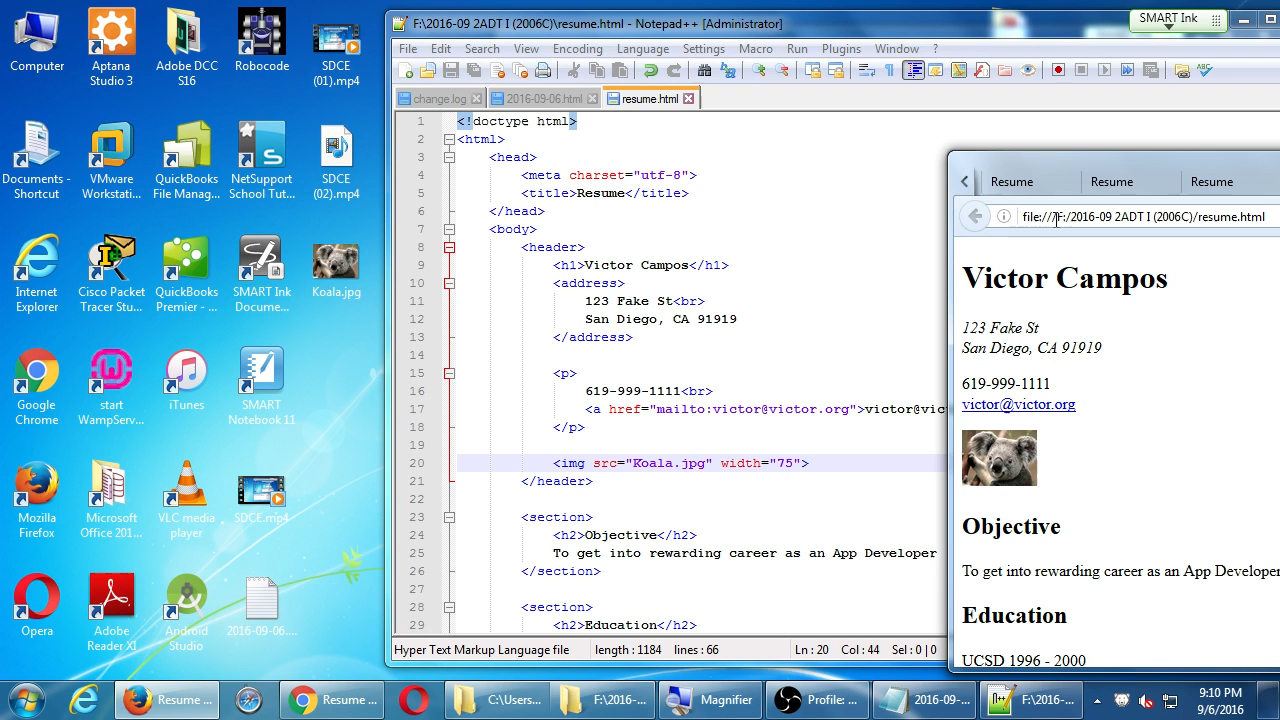 Computer
Aptana
Studio 3
Adobe DCC
S16
Robocode
SDCE
(01).mp4
Documents -
Shortcut
VMware
Workstati...
QuickBooks
File Manag...
NetSupport
School Tut...
SDCE
(02).mp4
Internet
Explorer
Cisco Packet
Tracer Stu...
QuickBooks
Premier - ...
SMART Ink
Docume...
Koala.jpg
Google
Chrome
start
WampServ...
iTunes
SMART
Notebook 11
Mozilla
Firefox
Microsoft
Office 201...
VLC media
player
SDCE.mp4
Opera
Adobe
Reader XI
Android
Studio
2016-09-06....
F:\2016-09 2ADT I (2006C)\resume.html - Notepad++ [Administrator]
SMART Ink
File Edit Search View Encoding Language Settings Macro Run Plugins Window ?
change.log 2016-09-06.html resume.html
1 <!doctype html>
2 <html>
3 <head>
4 <meta charset="utf-8">
5 <title>Resume</title>
6 </head>
7 <body>
8 <header>
9 <h1>Victor Campos</h1>
10 <address>
11 123 Fake St<br>
12 San Diego, CA 91919
13 </address>
14
15 <p>
16 619-999-1111<br>
17 <a href="mailto:victor@victor.org">victor@vic
18 </p>
19
20 <img src="Koala.jpg" width="75">
21 </header>
22
23 <section>
24 <h2>Objective</h2>
25 To get into rewarding career as an App Developer
26 </section>
27
28 <section>
29 <h2>Education</h2>
Hyper Text Markup Language file length : 1184 lines : 66 Ln : 20 Col : 44 Sel : 0 | 0
Resume Resume Resume
file:///F:/2016-09 2ADT I (2006C)/resume.html
Victor Campos
123 Fake St
San Diego, CA 91919
619-999-1111
victor@victor.org
Objective
To get into rewarding career as an App Developer
Education
UCSD 1996 - 2000
Resume ... Resume ... C:\Users... F:\2016-... Magnifier Profile: ... 2016-09... F:\2016-...
9:10 PM
9/6/2016